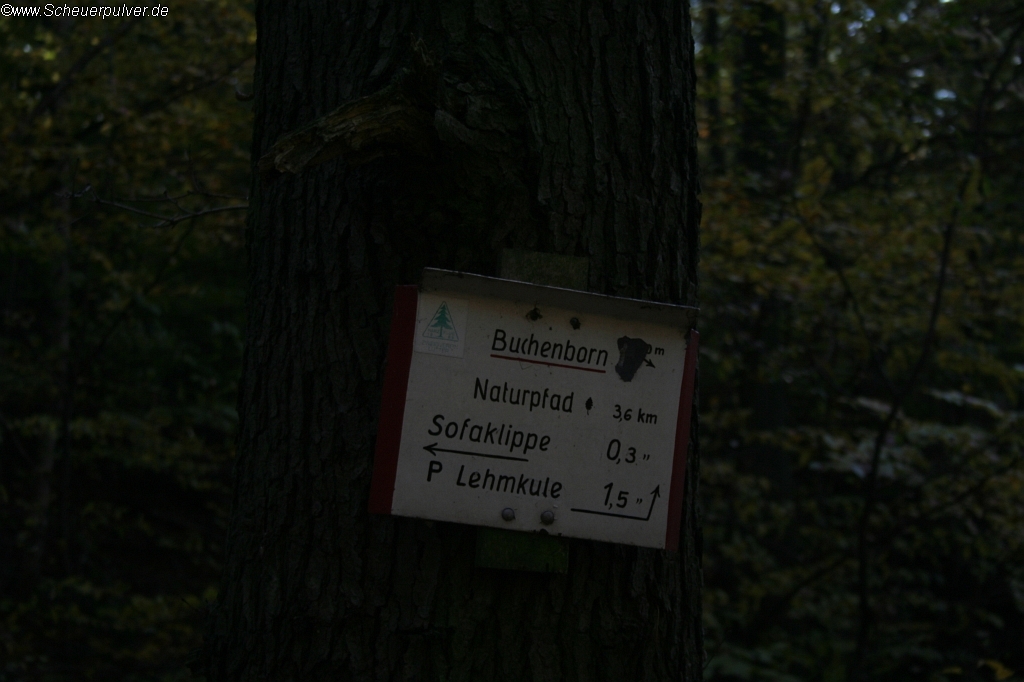 ©www.Scheuerpulver.de
Buchenborn m
Naturpfad 3,6 km
Sofaklippe 0,3 "
P Lehmkule 1,5 "